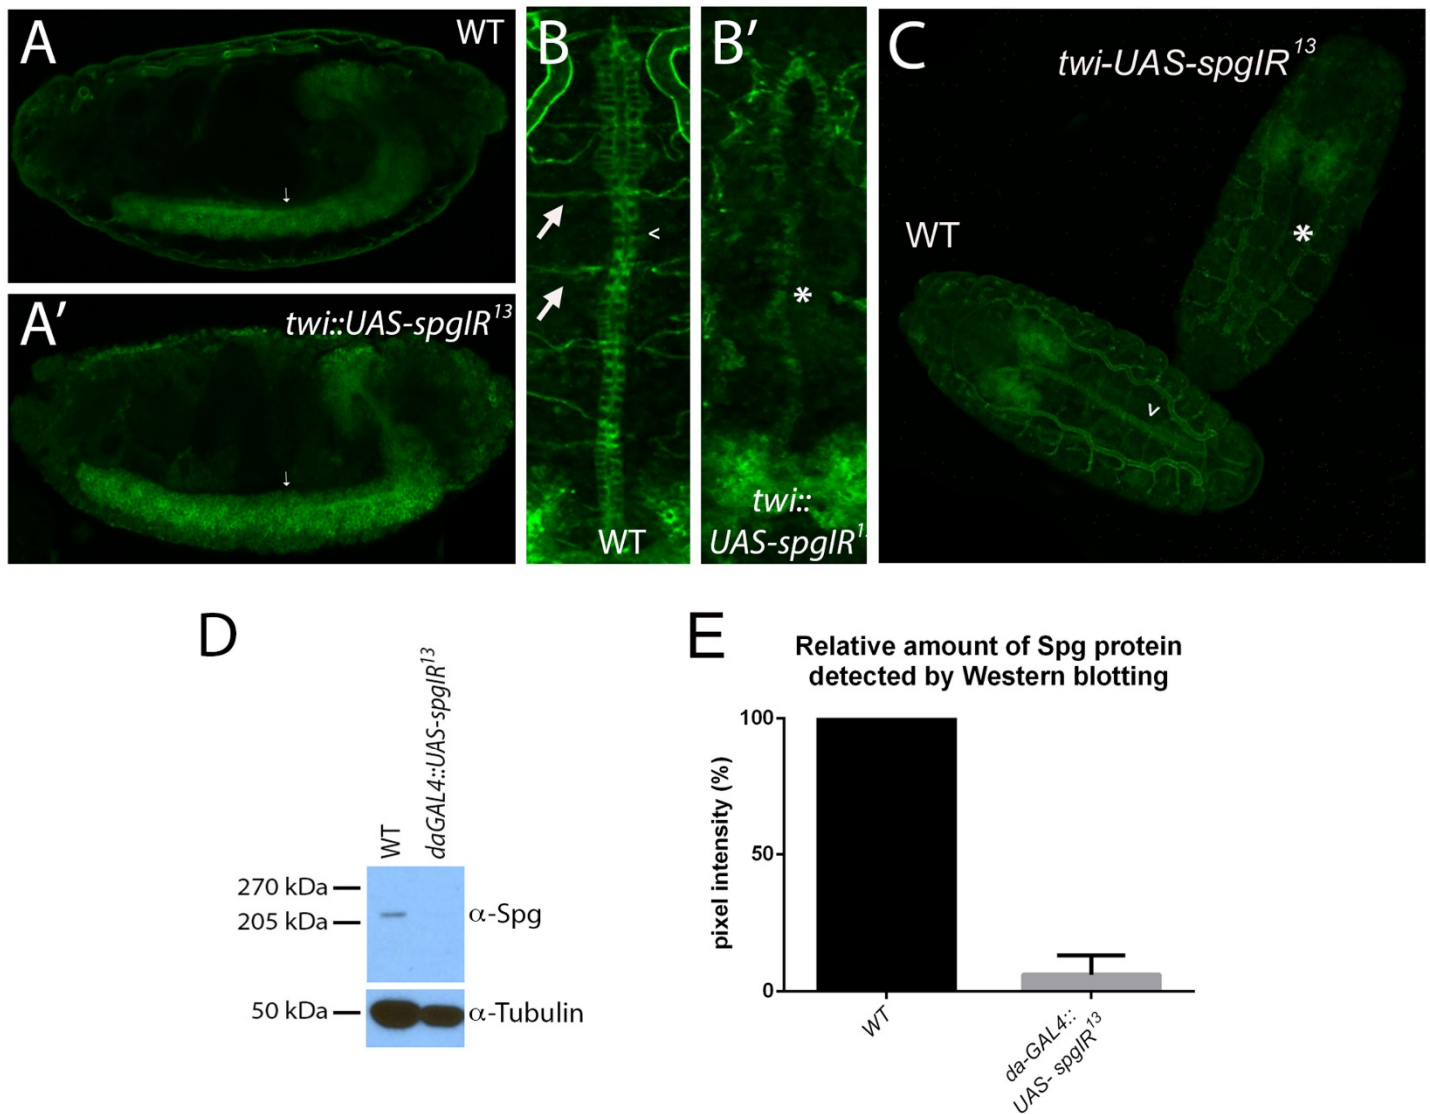 A WT
A′ twi::UAS-spgIR13
B
WT
B′
twi::
UAS-spgIR1
C
twi-UAS-spgIR13
WT
*
*
D
WT
daGAL4::UAS-spgIR13
270 kDa
205 kDa
50 kDa
α-Spg
α-Tubulin
E
Relative amount of Spg protein
detected by Western blotting
pixel intensity (%)
100
50
0
WT
da-GAL4::
UAS- spgIR13